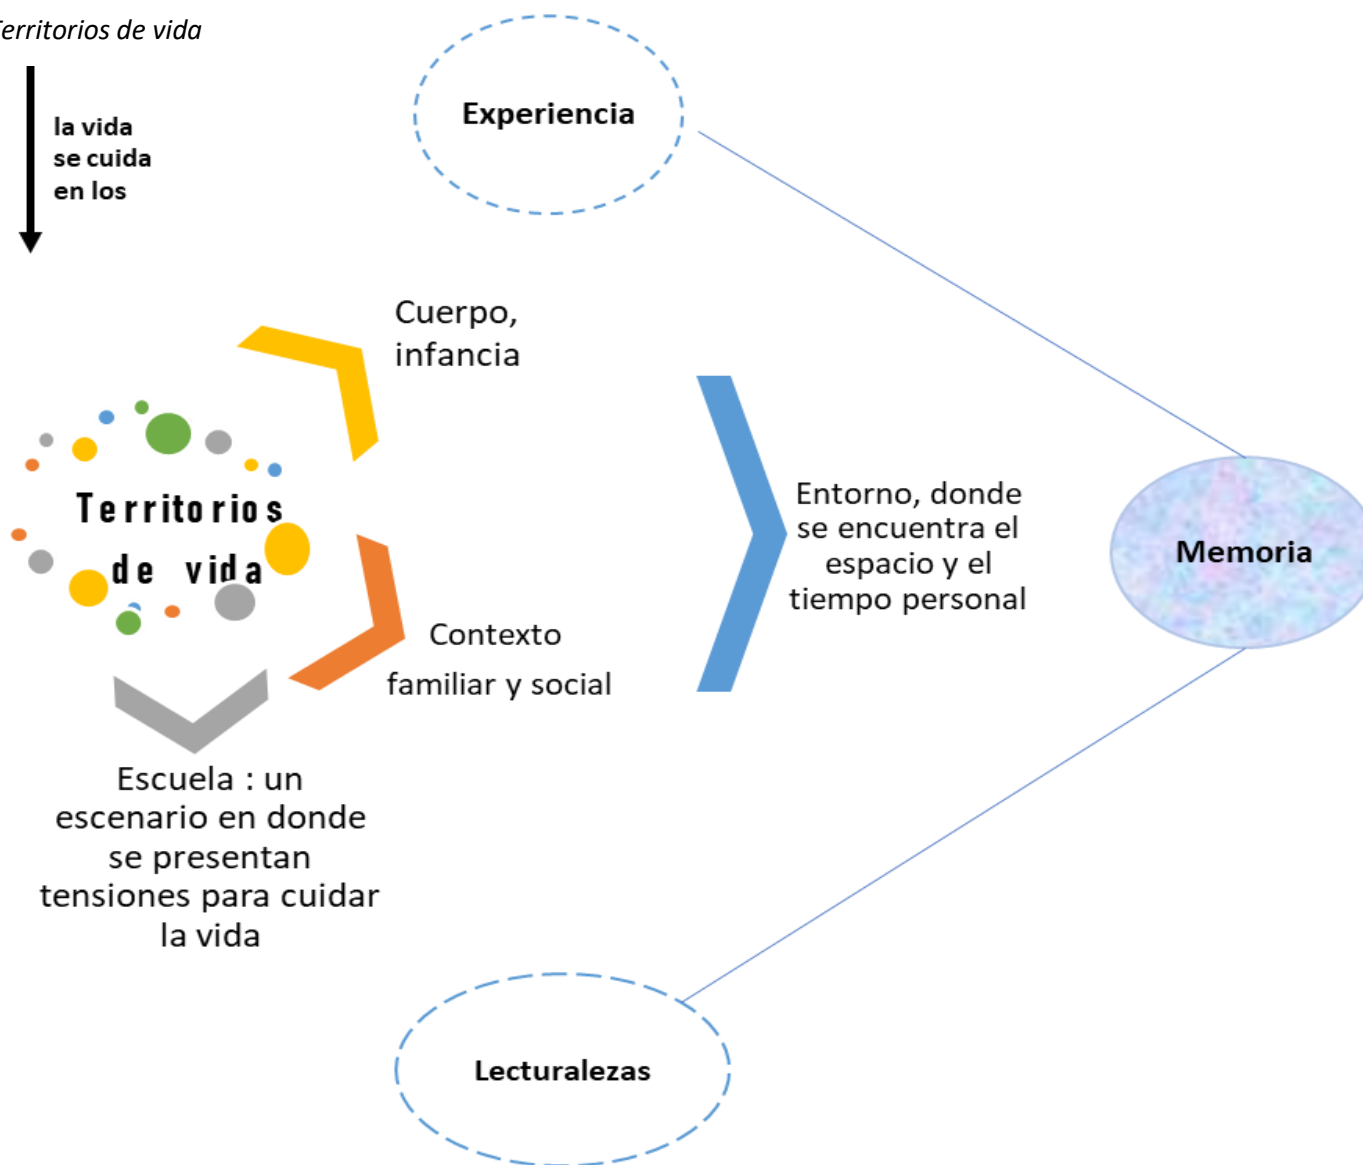 Territorios de vida
la vida
se cuida
en los
Experiencia
Cuerpo,
infancia
Territorios
de vida
Entorno, donde
se encuentra el
espacio y el
tiempo personal
Memoria
Contexto
familiar y social
Escuela : un
escenario en donde
se presentan
tensiones para cuidar
la vida
Lecturalezas